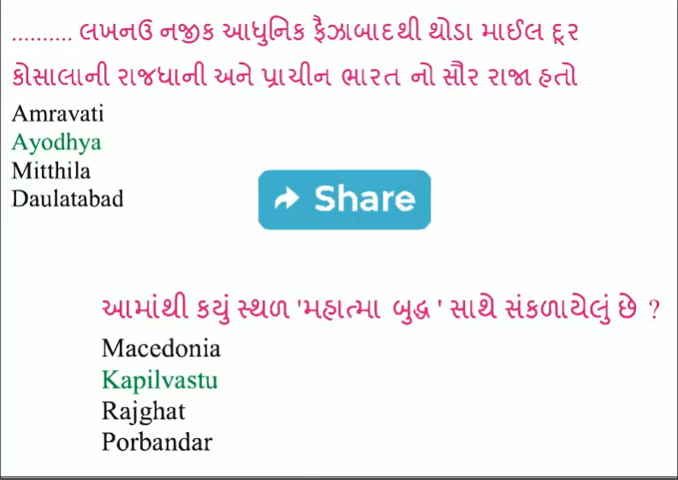 .......... લખનઉ નજીક આધુનિક ફૈઝાબાદથી થોડા માઈલ દૂર
કોસાલાની રાજધાની અને પ્રાચીન ભારત નો સૌર રાજા હતો
Amravati
Ayodhya
Mitthila
Daulatabad
Share
આમાંથી કયું સ્થળ 'મહાત્મા બુદ્ધ ' સાથે સંકળાયેલું છે ?
Macedonia
Kapilvastu
Rajghat
Porbandar